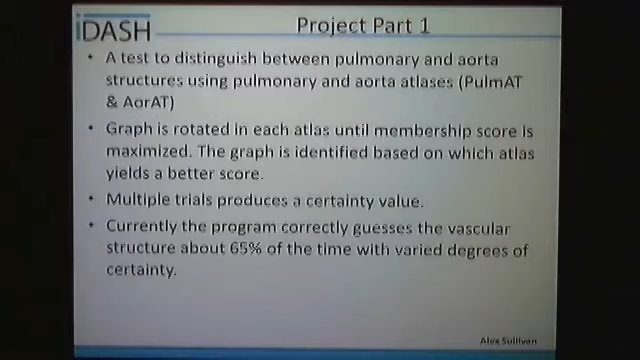 iDASH
Project Part 1
• A test to distinguish between pulmonary and aorta
structures using pulmonary and aorta atlases (PulmAT
& AorAT)
• Graph is rotated in each atlas until membership score is
maximized. The graph is identified based on which atlas
yields a better score.
• Multiple trials produces a certainty value.
• Currently the program correctly guesses the vascular
structure about 65% of the time with varied degrees of
certainty.
Alex Sullivan